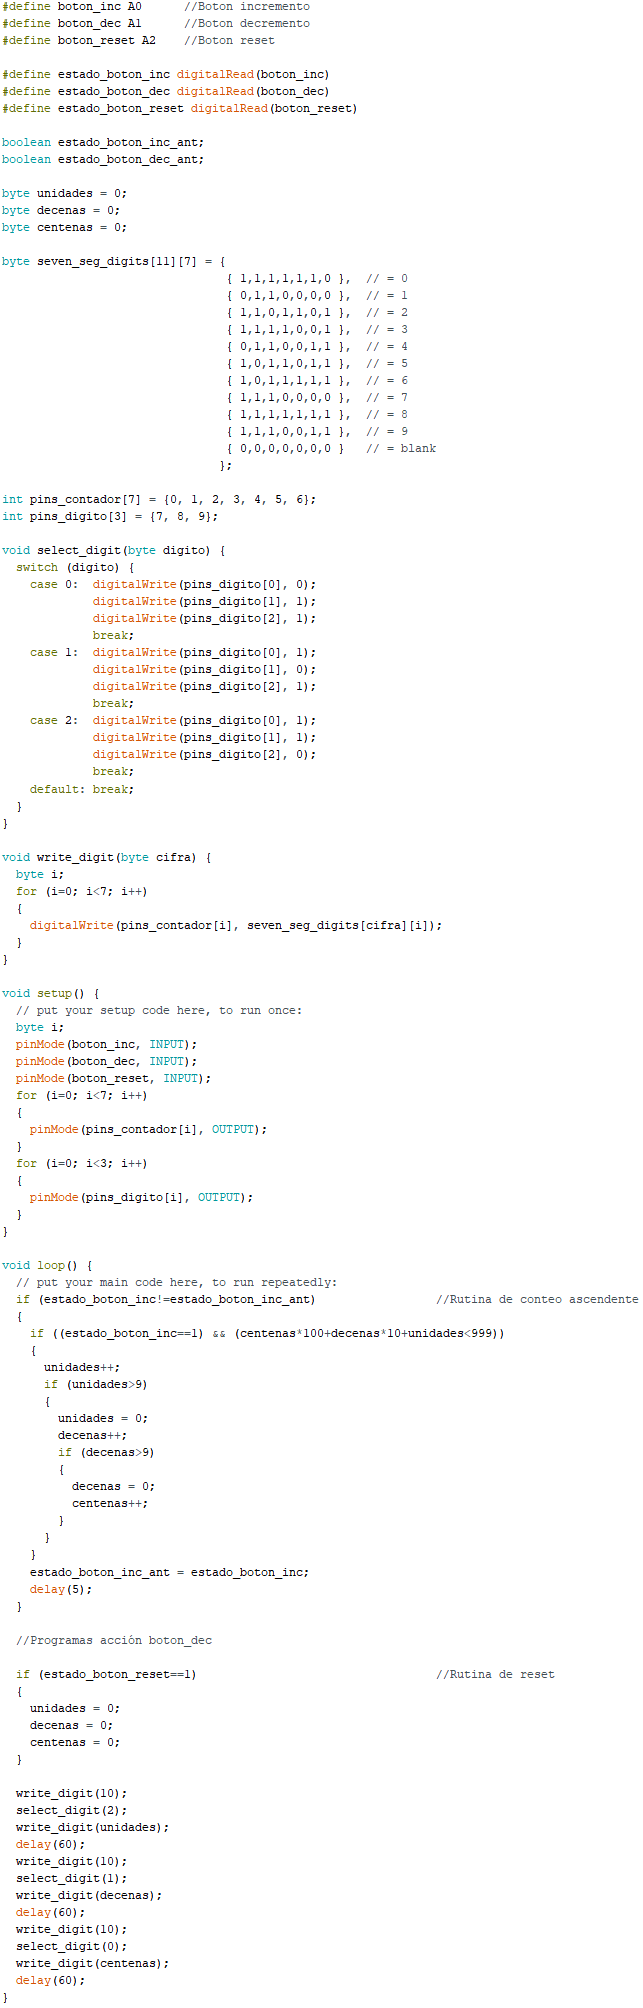 #define boton_inc A0      //Boton incremento
#define boton_dec A1      //Boton decremento
#define boton_reset A2    //Boton reset

#define estado_boton_inc digitalRead(boton_inc)
#define estado_boton_dec digitalRead(boton_dec)
#define estado_boton_reset digitalRead(boton_reset)

boolean estado_boton_inc_ant;
boolean estado_boton_dec_ant;

byte unidades = 0;
byte decenas = 0;
byte centenas = 0;

byte seven_seg_digits[11][7] = {
                                { 1,1,1,1,1,1,0 },  // = 0
                                { 0,1,1,0,0,0,0 },  // = 1
                                { 1,1,0,1,1,0,1 },  // = 2
                                { 1,1,1,1,0,0,1 },  // = 3
                                { 0,1,1,0,0,1,1 },  // = 4
                                { 1,0,1,1,0,1,1 },  // = 5
                                { 1,0,1,1,1,1,1 },  // = 6
                                { 1,1,1,0,0,0,0 },  // = 7
                                { 1,1,1,1,1,1,1 },  // = 8
                                { 1,1,1,0,0,1,1 },  // = 9
                                { 0,0,0,0,0,0,0 }   // = blank
                               };

int pins_contador[7] = {0, 1, 2, 3, 4, 5, 6};
int pins_digito[3] = {7, 8, 9};

void select_digit(byte digito) {
  switch (digito) {
    case 0:  digitalWrite(pins_digito[0], 0);
             digitalWrite(pins_digito[1], 1);
             digitalWrite(pins_digito[2], 1);
             break;
    case 1:  digitalWrite(pins_digito[0], 1);
             digitalWrite(pins_digito[1], 0);
             digitalWrite(pins_digito[2], 1);
             break;
    case 2:  digitalWrite(pins_digito[0], 1);
             digitalWrite(pins_digito[1], 1);
             digitalWrite(pins_digito[2], 0);
             break;
    default: break;
  }
}

void write_digit(byte cifra) {
  byte i;
  for (i=0; i<7; i++)
  {
    digitalWrite(pins_contador[i], seven_seg_digits[cifra][i]);
  }
}

void setup() {
  // put your setup code here, to run once:
  byte i;
  pinMode(boton_inc, INPUT);
  pinMode(boton_dec, INPUT);
  pinMode(boton_reset, INPUT);
  for (i=0; i<7; i++)
  {
    pinMode(pins_contador[i], OUTPUT);
  }
  for (i=0; i<3; i++)
  {
    pinMode(pins_digito[i], OUTPUT);
  }
}

void loop() {
  // put your main code here, to run repeatedly:
  if (estado_boton_inc!=estado_boton_inc_ant)                 //Rutina de conteo ascendente
  {
    if ((estado_boton_inc==1) && (centenas*100+decenas*10+unidades<999))
    {
      unidades++;
      if (unidades>9)
      {
        unidades = 0;
        decenas++;
        if (decenas>9)
        {
          decenas = 0;
          centenas++;
        }
      }
    }
    estado_boton_inc_ant = estado_boton_inc;
    delay(5);
  }

  //Programas acción boton_dec

  if (estado_boton_reset==1)                                  //Rutina de reset
  {
    unidades = 0;
    decenas = 0;
    centenas = 0;
  }

  write_digit(10);
  select_digit(2);
  write_digit(unidades);
  delay(60);
  write_digit(10);
  select_digit(1);
  write_digit(decenas);
  delay(60);
  write_digit(10);
  select_digit(0);
  write_digit(centenas);
  delay(60);
}